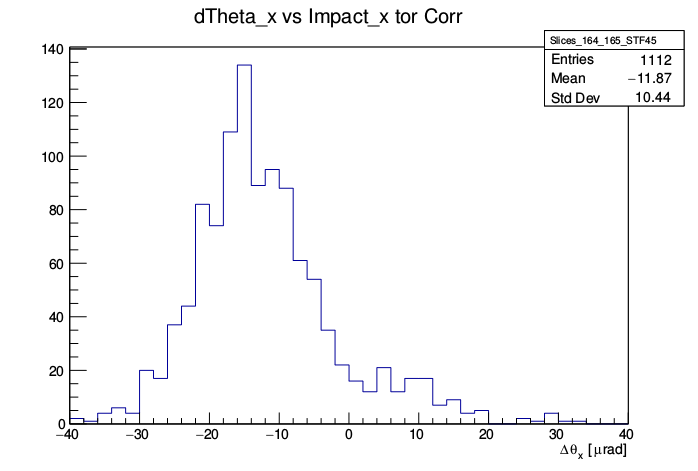 dTheta_x vs Impact_x tor Corr
Slices_164_165_STF45
Entries 1112
Mean −11.87
Std Dev 10.44
140
120
100
80
60
40
20
0
−40 −30 −20 −10 0 10 20 30 40
Δθx [μrad]